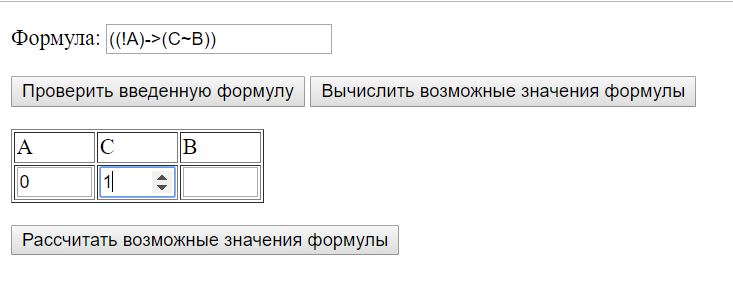 Формула: ((!A)->(C~B))
Проверить введенную формулу Вычислить возможные значения формулы
A C B
0 1
Рассчитать возможные значения формулы